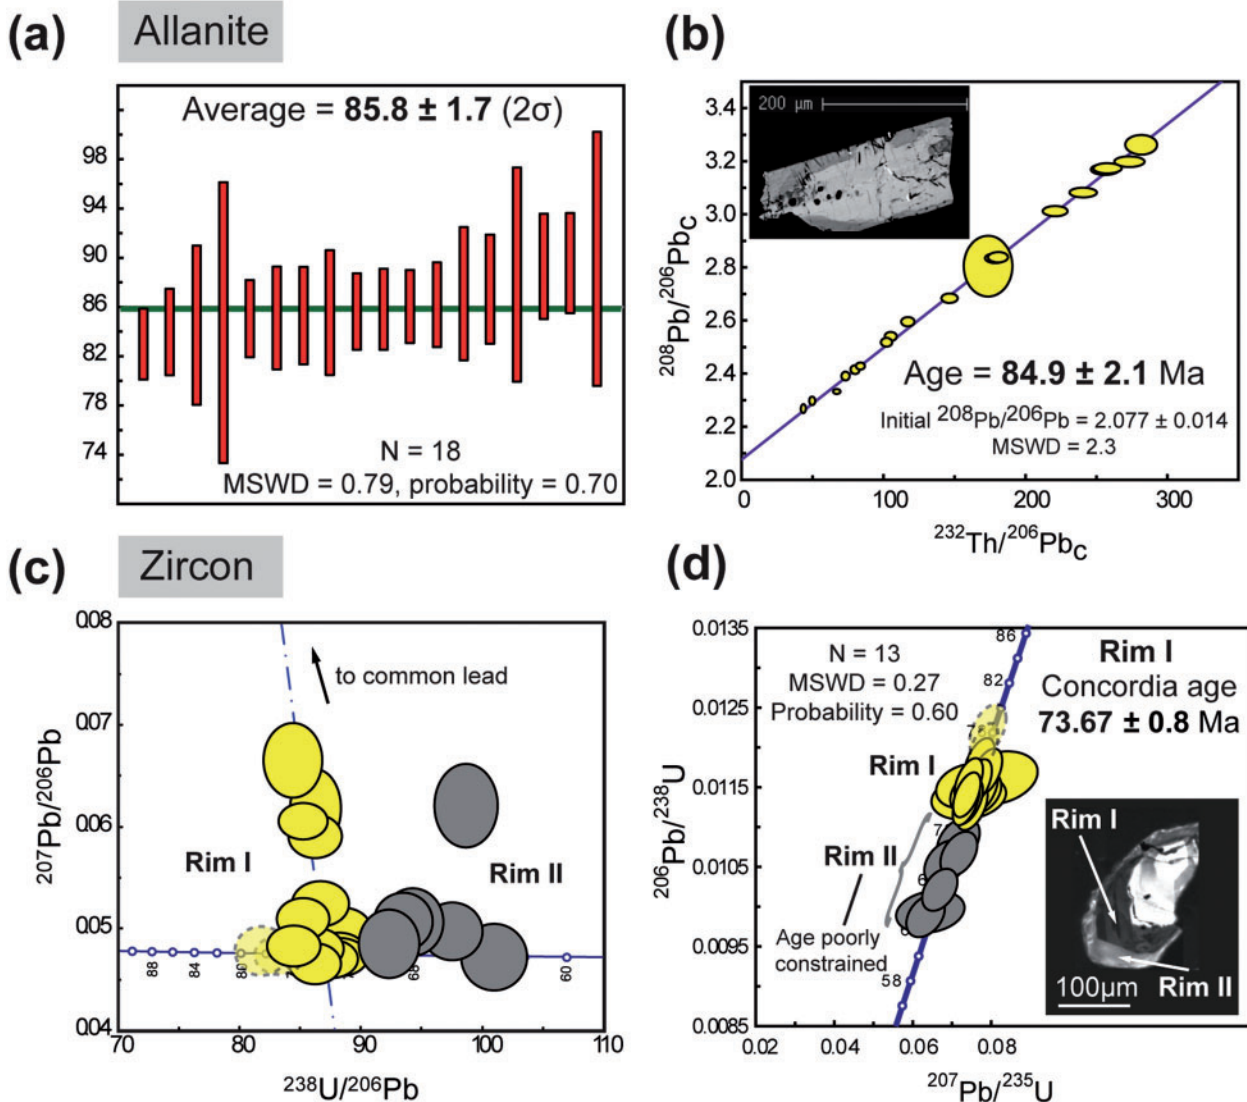 (a) Allanite
Average = 85.8 ± 1.7 (2σ)
98
94
90
86
82
78
74
N = 18
MSWD = 0.79, probability = 0.70
(b)
200 µm
3.4
3.2
3.0
2.8
2.6
2.4
2.2
2.0
²⁰⁸Pb/²⁰⁶Pbc
Age = 84.9 ± 2.1 Ma
Initial ²⁰⁸Pb/²⁰⁶Pb = 2.077 ± 0.014
MSWD = 2.3
0 100 200 300
²³²Th/²⁰⁶Pbc
(c) Zircon
0.08
0.07
0.06
0.05
0.04
²⁰⁷Pb/²⁰⁶Pb
to common lead
Rim I
Rim II
88 84 80 68 60
70 80 90 100 110
²³⁸U/²⁰⁶Pb
(d)
0.0135
0.0125
0.0115
0.0105
0.0095
0.0085
²⁰⁶Pb/²³⁸U
N = 13
MSWD = 0.27
Probability = 0.60
86
82
58
Rim I
Concordia age
73.67 ± 0.8 Ma
Rim I
Rim II
Age poorly
constrained
Rim I
Rim II
100µm
0.02 0.04 0.06 0.08
²⁰⁷Pb/²³⁵U